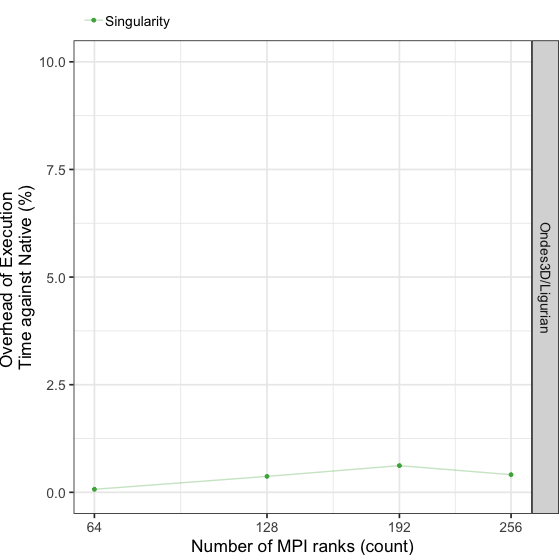 Singularity
10.0
7.5
5.0
2.5
0.0
Overhead of Execution
Time against Native (%)
64
128
192
256
Number of MPI ranks (count)
Ondes3D/Ligurian